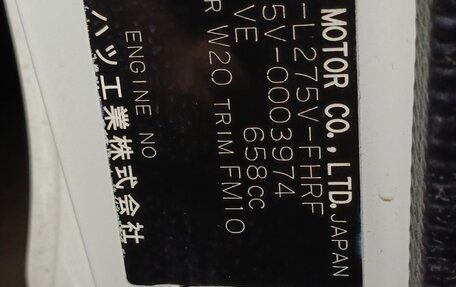 MOTOR CO., LTD. JAPAN
-L275V-FHRF
5V-0003974
658cc
VE
R W20 TRIM FM10
ENGINE NO
ハツ工業株式会社